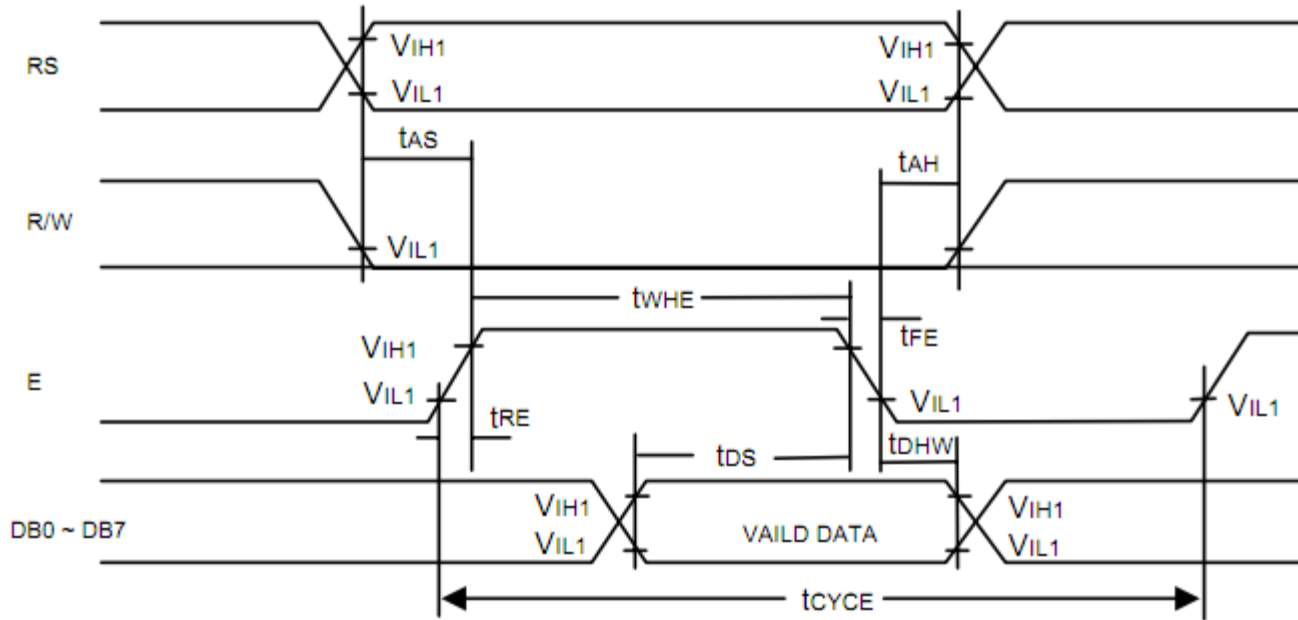 VIH1 VIH1
RS
VIL1 VIL1
tAS
tAH
R/W
VIL1
tWHE
tFE
VIH1
E
VIL1 VIL1 VIL1
tRE
tDS tDHW
VIH1 VIH1
DB0 ~ DB7 VAILD DATA
VIL1 VIL1
tCYCE